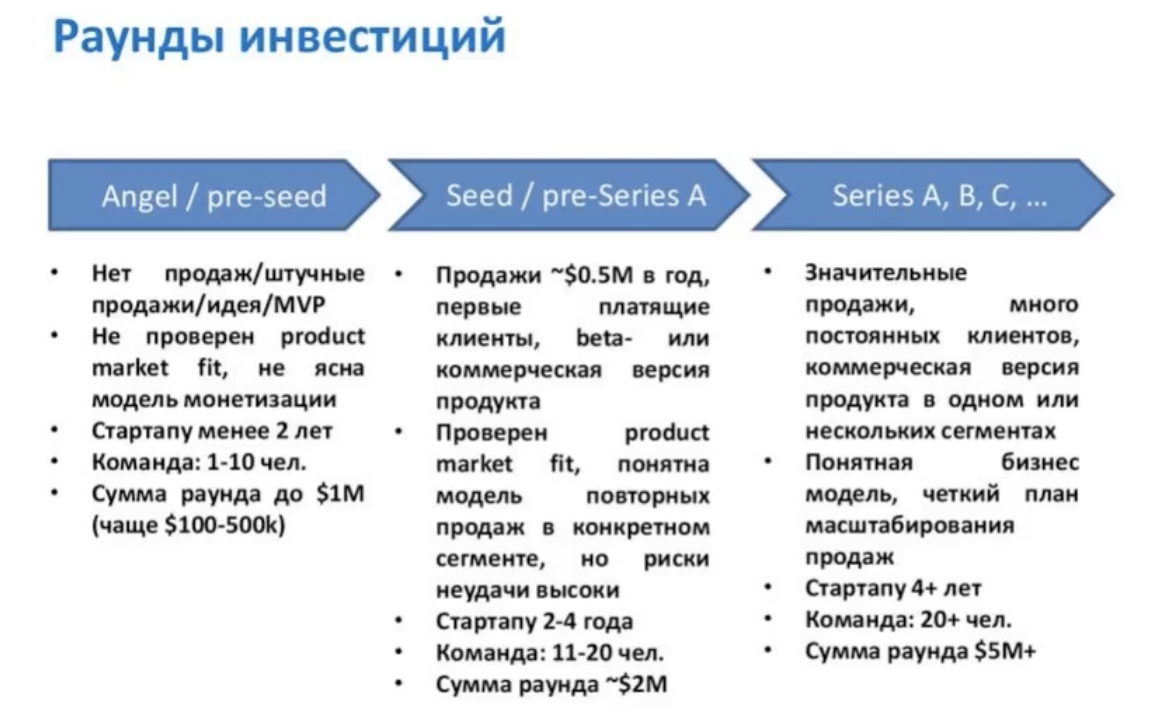 Раунды инвестиций
Angel / pre-seed
• Нет продаж/штучные
продажи/идея/MVP
• Не проверен product
market fit, не ясна
модель монетизации
• Стартапу менее 2 лет
• Команда: 1-10 чел.
• Сумма раунда до $1M
(чаще $100-500k)
Seed / pre-Series A
• Продажи ~$0.5M в год,
первые платящие
клиенты, beta- или
коммерческая версия
продукта
• Проверен product
market fit, понятна
модель повторных
продаж в конкретном
сегменте, но риски
неудачи высоки
• Стартапу 2-4 года
• Команда: 11-20 чел.
• Сумма раунда ~$2M
Series A, B, C, ...
• Значительные
продажи, много
постоянных клиентов,
коммерческая версия
продукта в одном или
нескольких сегментах
• Понятная бизнес
модель, четкий план
масштабирования
продаж
• Стартапу 4+ лет
• Команда: 20+ чел.
• Сумма раунда $5M+